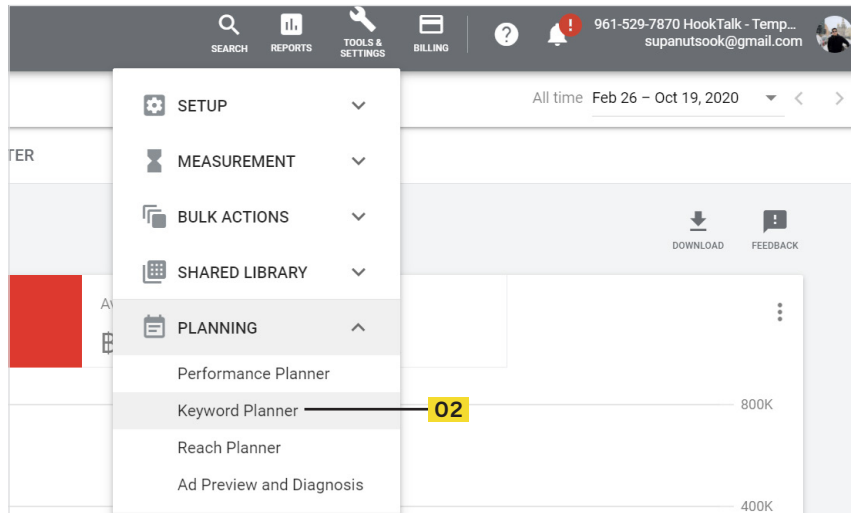 SEARCH
REPORTS
TOOLS &
SETTINGS
BILLING
?
!
961-529-7870 HookTalk - Temp...
supanutsook@gmail.com
SETUP
All time Feb 26 – Oct 19, 2020
TER
MEASUREMENT
BULK ACTIONS
DOWNLOAD
FEEDBACK
SHARED LIBRARY
Av
฿
PLANNING
Performance Planner
Keyword Planner
02
800K
Reach Planner
Ad Preview and Diagnosis
400K